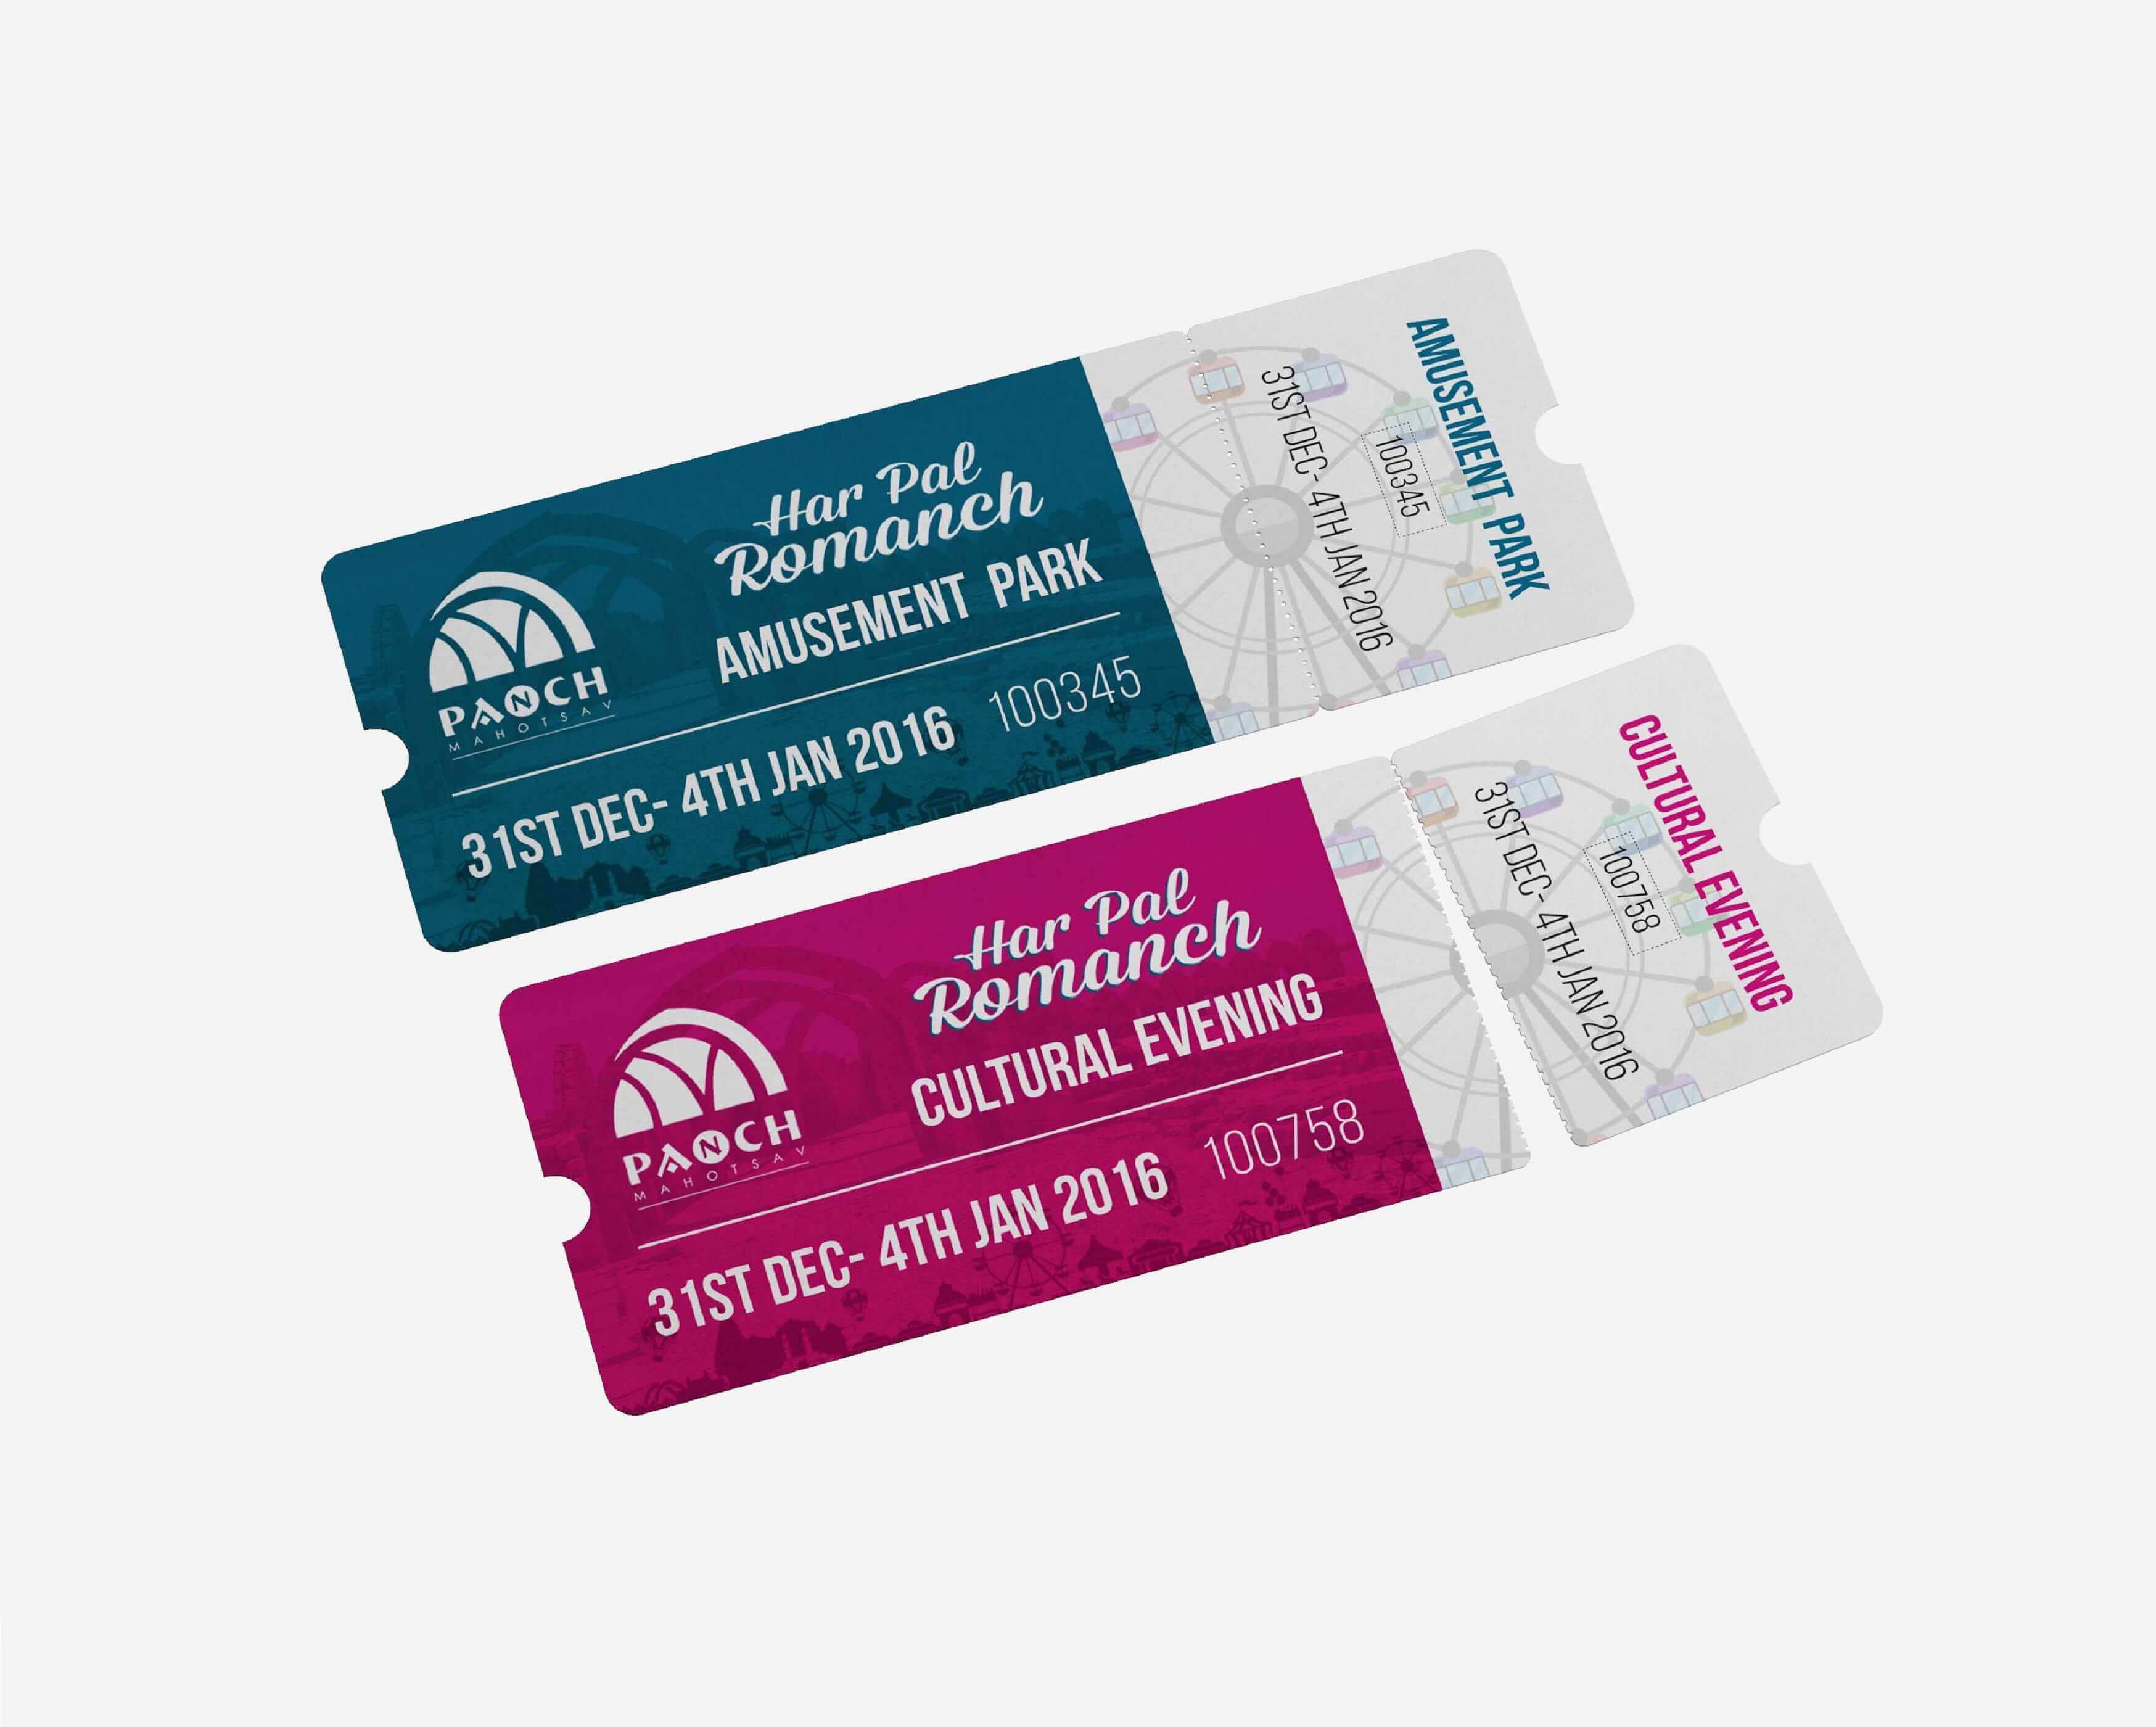 Har Pal
Romanch
AMUSEMENT PARK
PANCH
MAHOTSAV
31ST DEC- 4TH JAN 2016
100345
AMUSEMENT PARK
100345
31ST DEC- 4TH JAN 2016
Har Pal
Romanch
CULTURAL EVENING
PANCH
MAHOTSAV
31ST DEC- 4TH JAN 2016
100758
CULTURAL EVENING
100758
31ST DEC- 4TH JAN 2016